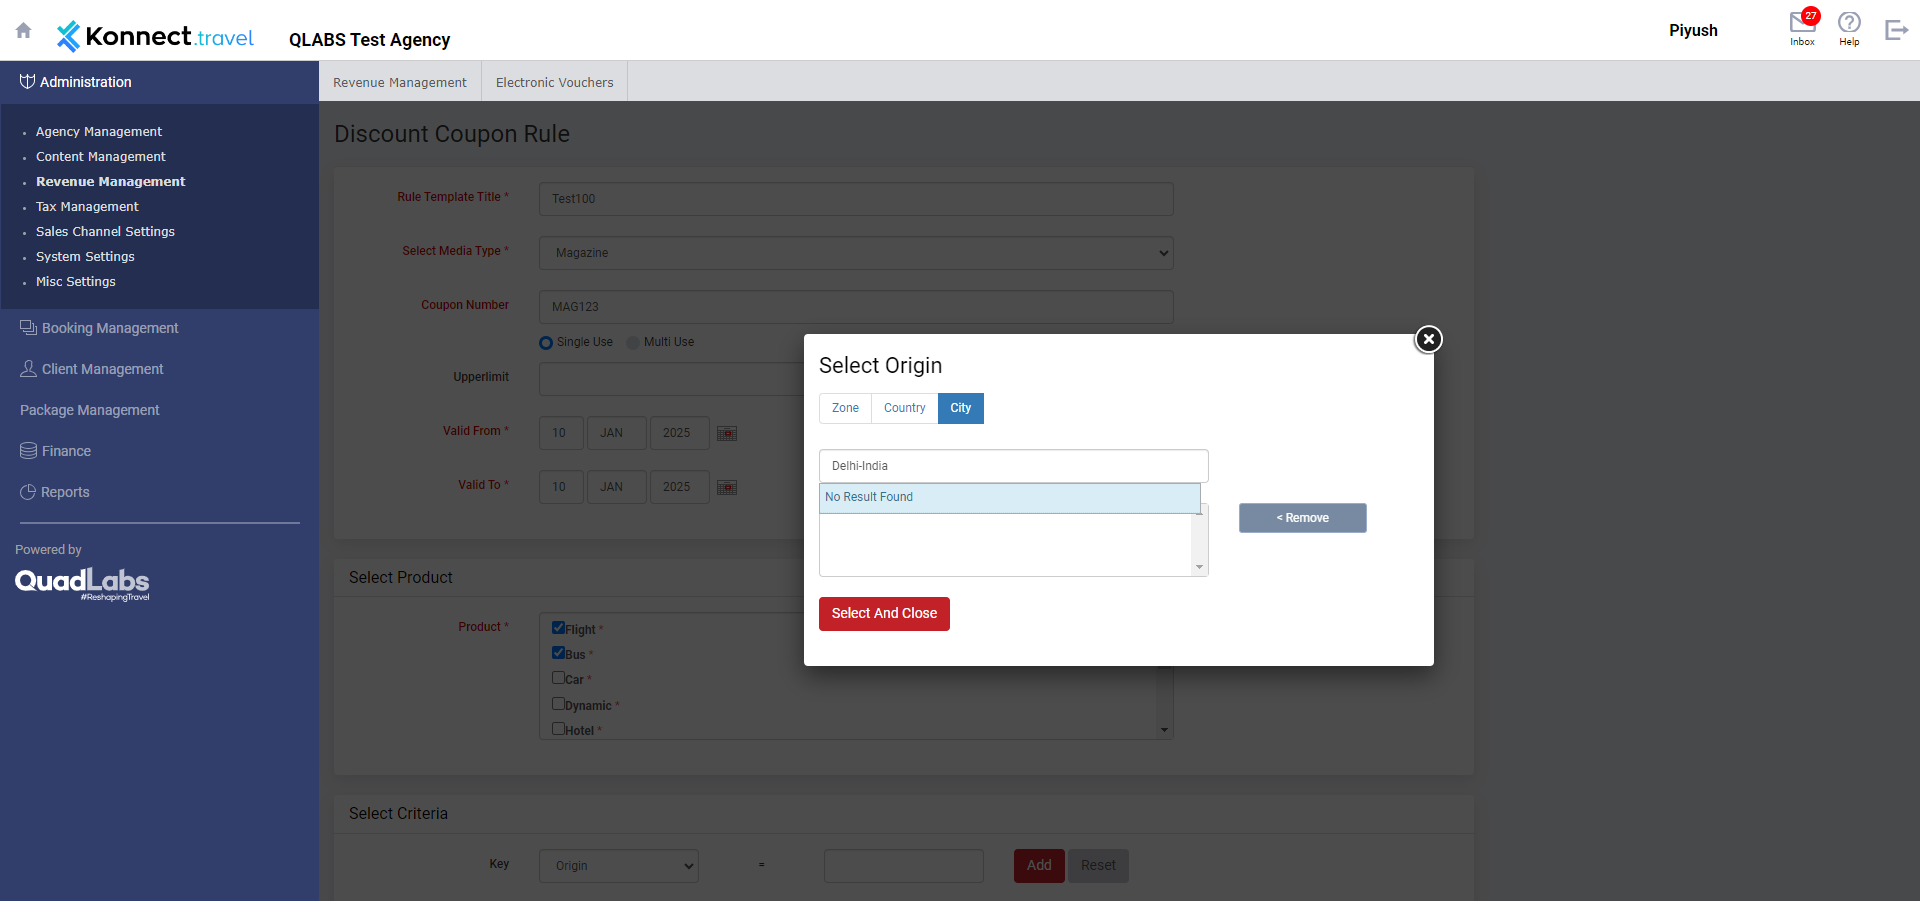 Konnect.travel
QLABS Test Agency
Piyush
27
Inbox
Help
Administration
Agency Management
Content Management
Revenue Management
Tax Management
Sales Channel Settings
System Settings
Misc Settings
Booking Management
Client Management
Package Management
Finance
Reports
Powered by
QuadLabs
#ReshapingTravel
Revenue Management
Electronic Vouchers
Discount Coupon Rule
Rule Template Title *
Test100
Select Media Type *
Magazine
Coupon Number
MAG123
Single Use
Multi Use
Upperlimit
Valid From *
10 JAN 2025
Valid To *
10 JAN 2025
Select Product
Product *
Flight *
Bus *
Car *
Dynamic *
Hotel *
Select Criteria
Key
Origin
=
Add
Reset
Select Origin
Zone
Country
City
Delhi-India
No Result Found
< Remove
Select And Close